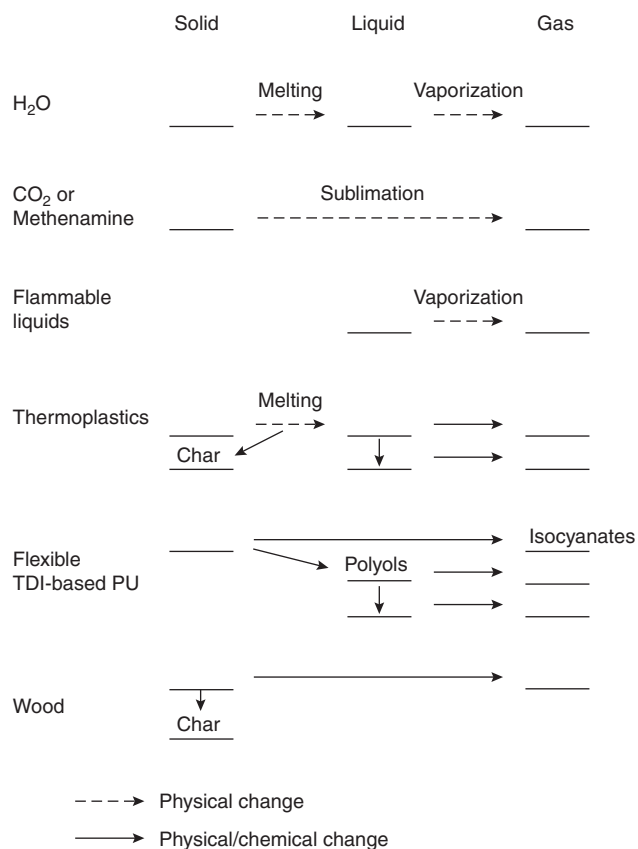 Solid Liquid Gas
H₂O
Melting Vaporization
CO₂ or
Methenamine
Sublimation
Flammable
liquids
Vaporization
Thermoplastics
Melting
Char
Flexible
TDI-based PU
Isocyanates
Polyols
Wood
Char
Physical change
Physical/chemical change